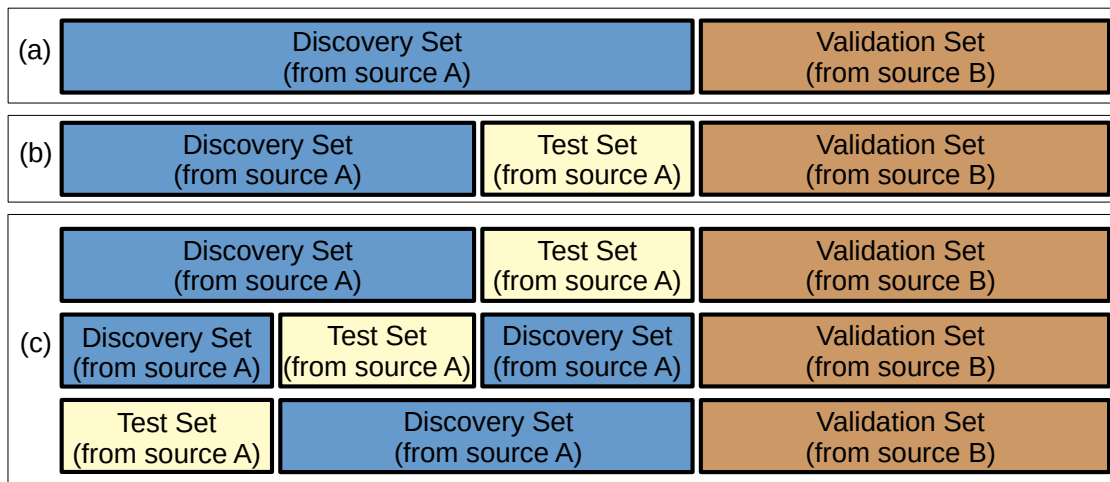 (a)
Discovery Set
(from source A)
Validation Set
(from source B)
(b)
Discovery Set
(from source A)
Test Set
(from source A)
Validation Set
(from source B)
(c)
Discovery Set
(from source A)
Test Set
(from source A)
Validation Set
(from source B)
Discovery Set
(from source A)
Test Set
(from source A)
Discovery Set
(from source A)
Validation Set
(from source B)
Test Set
(from source A)
Discovery Set
(from source A)
Validation Set
(from source B)